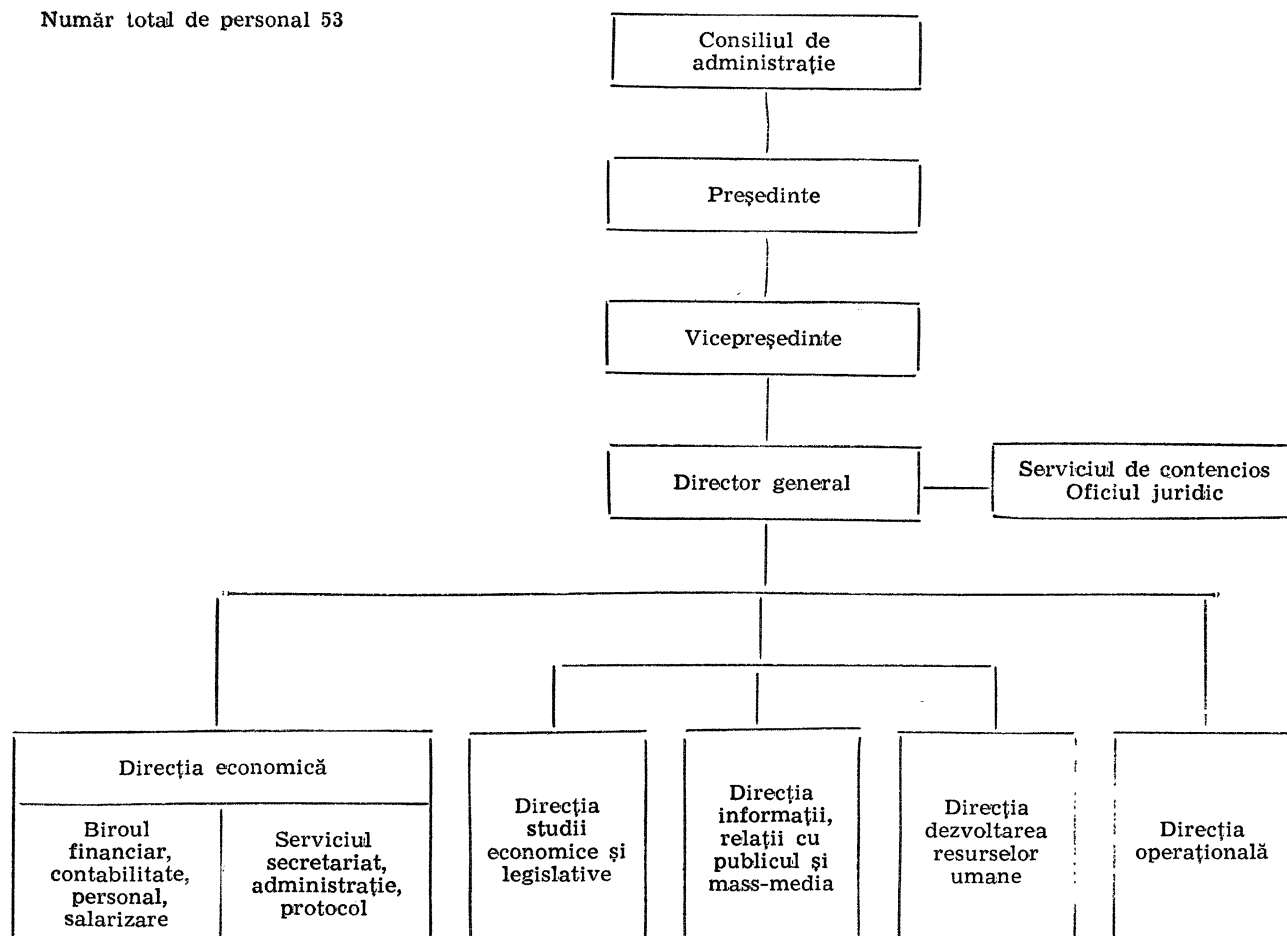 Număr total de personal 53
Consiliul de
administrație
Președinte
Vicepreședinte
Director general
Serviciul de contencios
Oficiul juridic
Direcția economică
Biroul
financiar,
contabilitate,
personal,
salarizare
Serviciul
secretariat,
administrație,
protocol
Direcția
studii
economice și
legislative
Direcția
informații,
relații cu
publicul și
mass-media
Direcția
dezvoltarea
resurselor
umane
Direcția
operațională